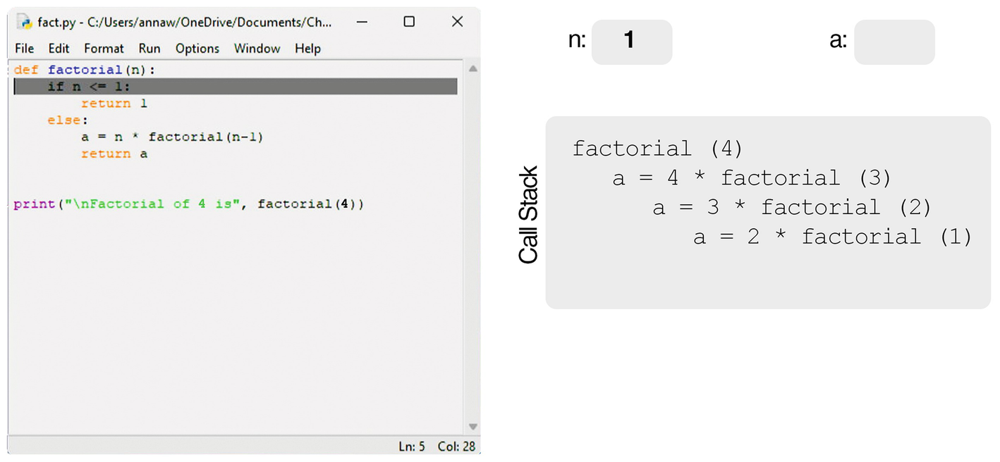 fact.py - C:/Users/annaw/OneDrive/Documents/Ch...
File Edit Format Run Options Window Help
def factorial(n):
    if n <= 1:
        return 1
    else:
        a = n * factorial(n-1)
        return a
print("\nFactorial of 4 is", factorial(4))
Ln: 5 Col: 28
n: 1
a:
Call Stack
factorial (4)
a = 4 * factorial (3)
a = 3 * factorial (2)
a = 2 * factorial (1)